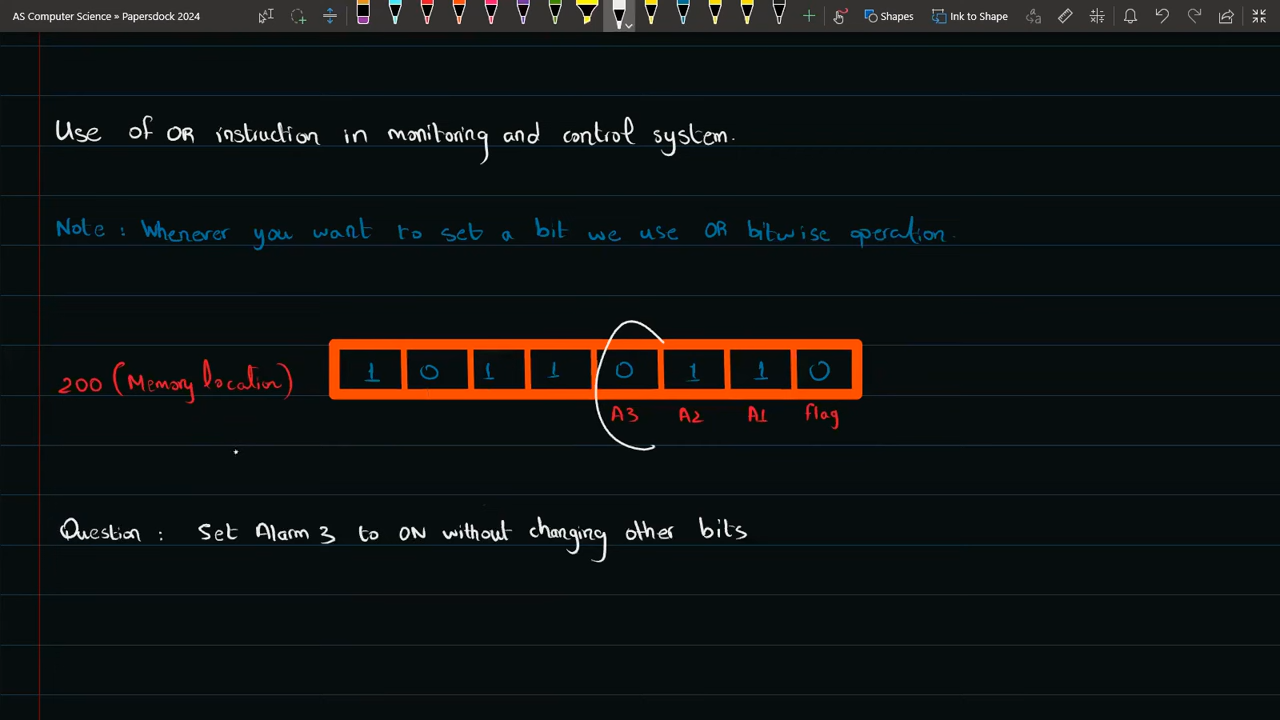 AS Computer Science » Papersdock 2024
Shapes
Ink to Shape
Use of OR instruction in monitoring and control system.
Note : Whenever you want to set a bit we use OR bitwise operation.
200 (Memory location) 1 0 1 1 0 1 1 0
A3 A2 A1 flag
Question : Set Alarm 3 to ON without changing other bits